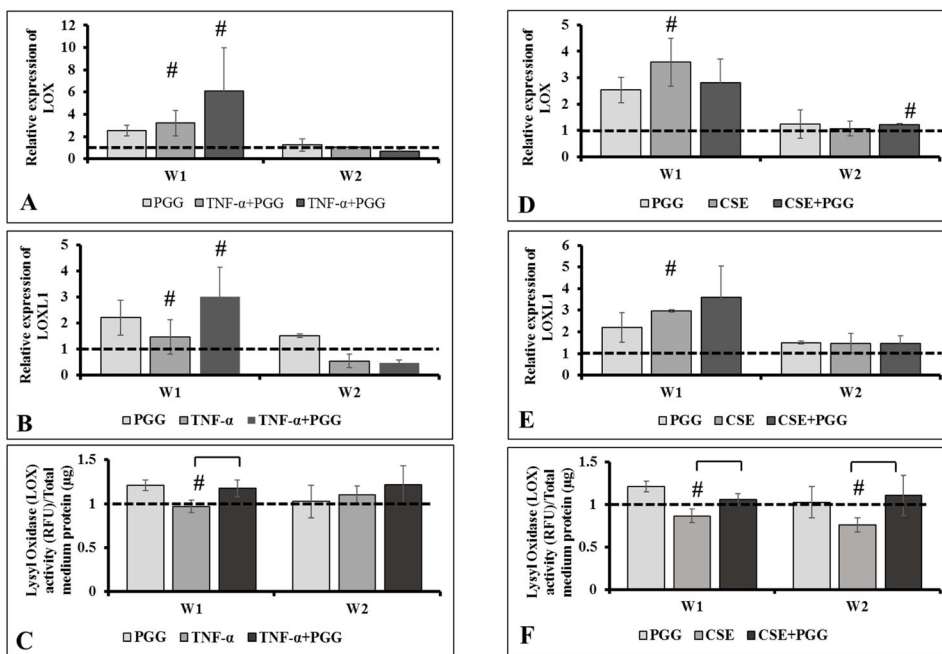 Relative expression of
LOX
12
10
8
6
4
2
0
#
#
W1
W2
A
PGG
TNF-α+PGG
TNF-α+PGG
Relative expression of
LOXL1
5
4
3
2
1
0
#
#
W1
W2
B
PGG
TNF-α
TNF-α+PGG
Lysyl Oxidase (LOX)
activity (RFU)/Total
medium protein (µg)
1.5
1
0.5
0
#
W1
W2
C
PGG
TNF-α
TNF-α+PGG
Relative expression of
LOX
5
4
3
2
1
0
#
#
W1
W2
D
PGG
CSE
CSE+PGG
Relative expression of
LOXL1
6
5
4
3
2
1
0
#
W1
W2
E
PGG
CSE
CSE+PGG
Lysyl Oxidase (LOX)
activity (RFU)/Total
medium protein (µg)
1.5
1
0.5
0
#
#
W1
W2
F
PGG
CSE
CSE+PGG